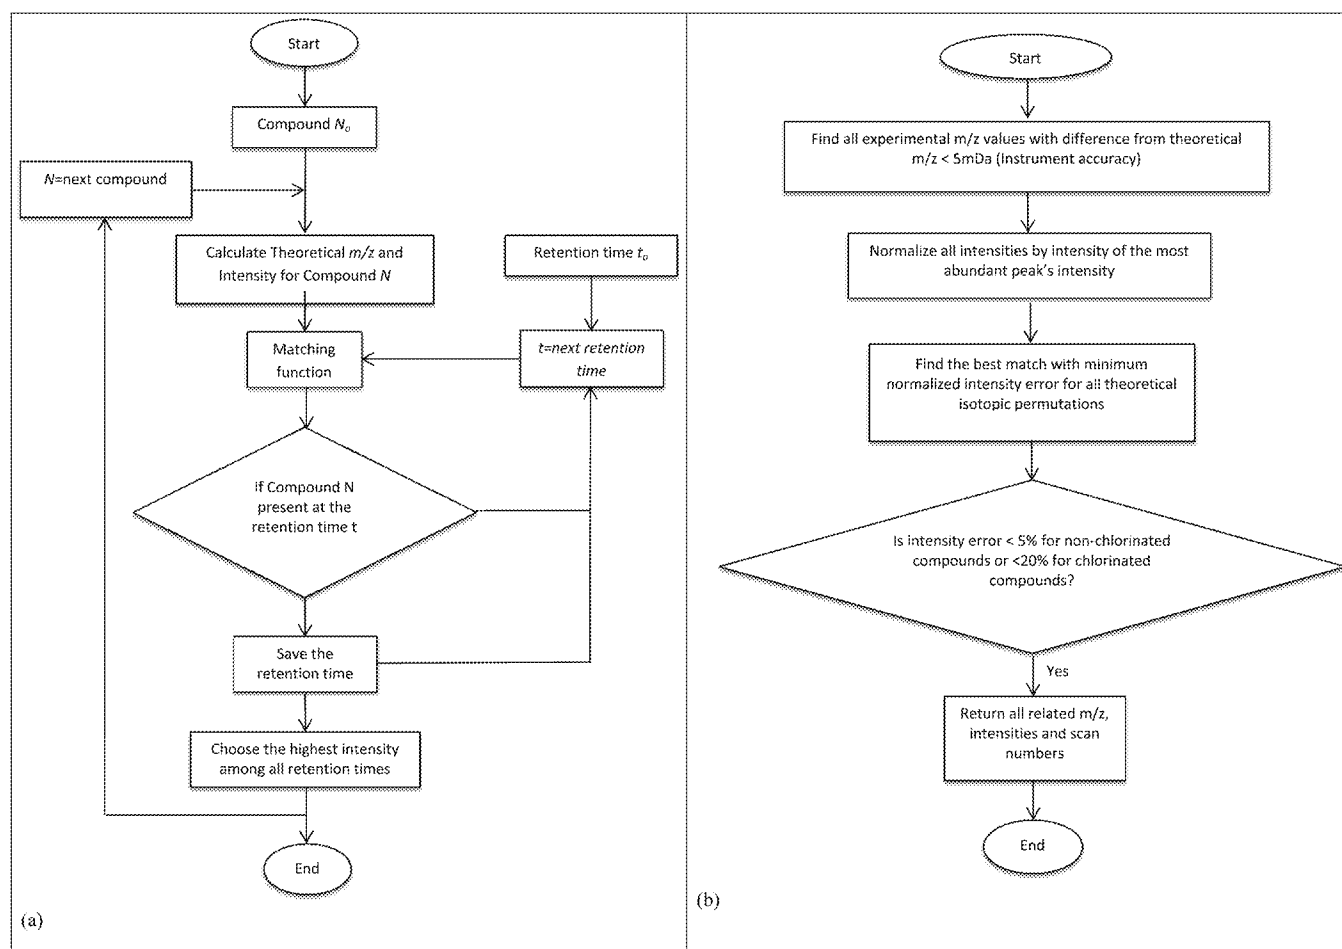 Start
Compound No
N=next compound
Calculate Theoretical m/z and
Intensity for Compound N
Retention time to
Matching
function
t=next retention
time
If Compound N
present at the
retention time t
Save the
retention time
Choose the highest intensity
among all retention times
End
(a)
Start
Find all experimental m/z values with difference from theoretical
m/z < 5mDa (Instrument accuracy)
Normalize all intensities by intensity of the most
abundant peak's intensity
Find the best match with minimum
normalized intensity error for all theoretical
isotopic permutations
Is intensity error < 5% for non-chlorinated
compounds or <20% for chlorinated
compounds?
Yes
Return all related m/z,
intensities and scan
numbers
End
(b)